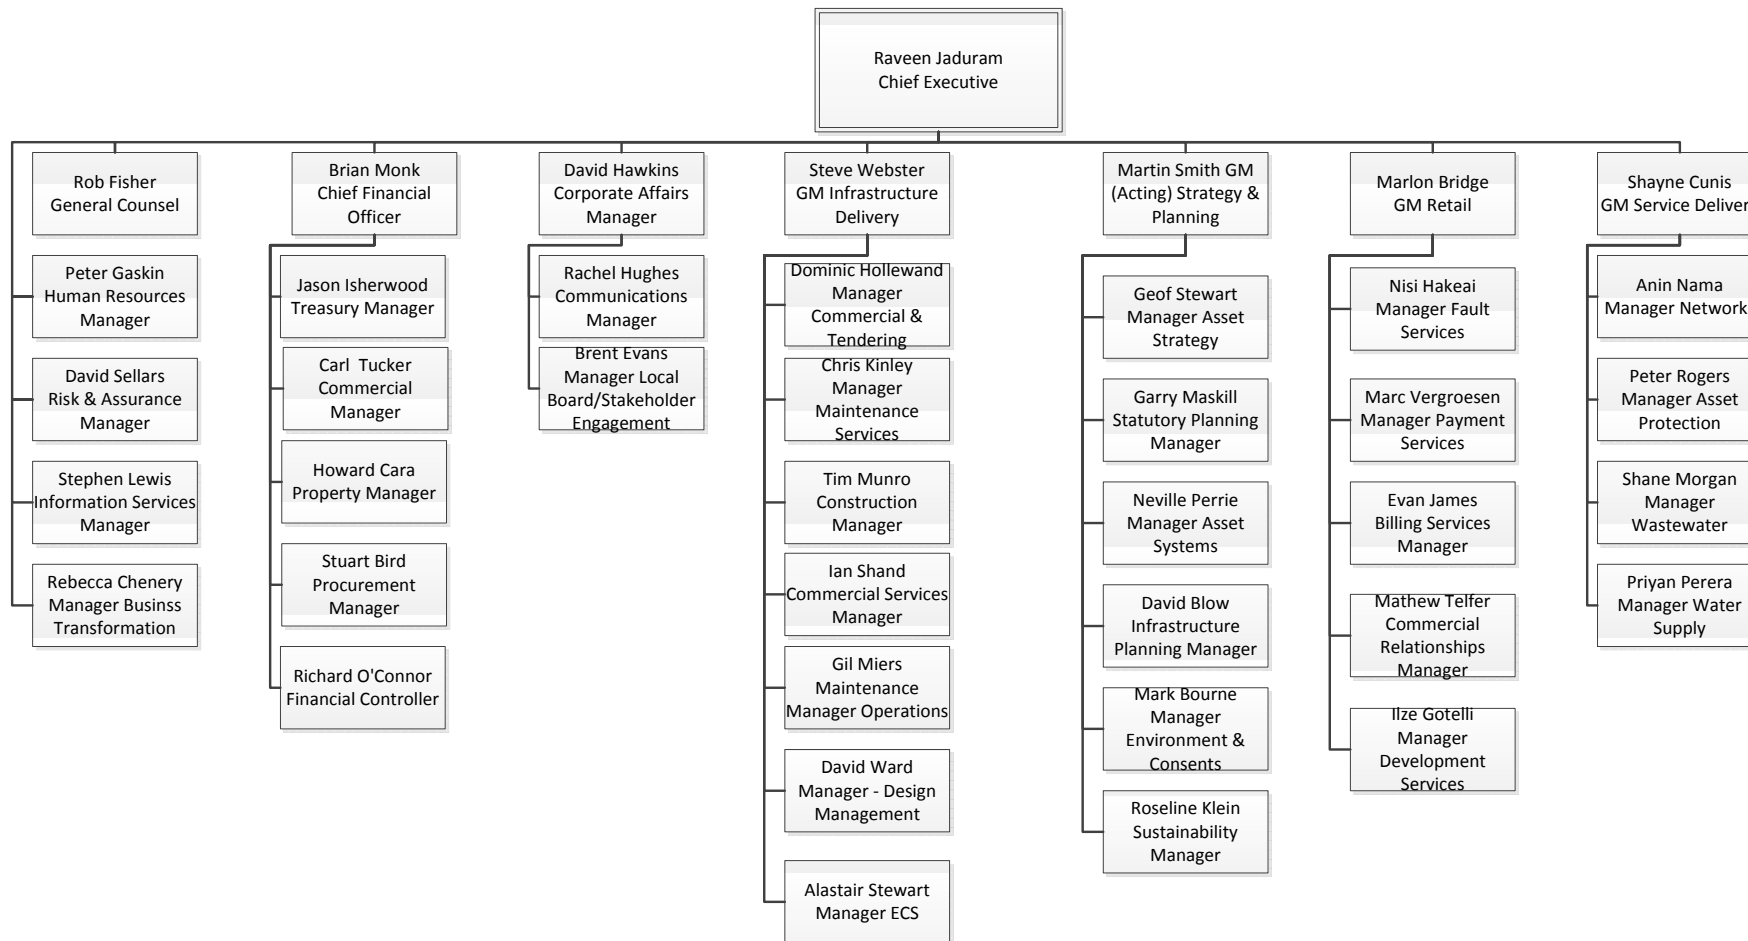 Raveen Jaduram
Chief Executive
Rob Fisher
General Counsel
Peter Gaskin
Human Resources
Manager
David Sellars
Risk & Assurance
Manager
Stephen Lewis
Information Services
Manager
Rebecca Chenery
Manager Businss
Transformation
Brian Monk
Chief Financial
Officer
Jason Isherwood
Treasury Manager
Carl Tucker
Commercial
Manager
Howard Cara
Property Manager
Stuart Bird
Procurement
Manager
Richard O'Connor
Financial Controller
David Hawkins
Corporate Affairs
Manager
Rachel Hughes
Communications
Manager
Brent Evans
Manager Local
Board/Stakeholder
Engagement
Steve Webster
GM Infrastructure
Delivery
Dominic Hollewand
Manager
Commercial &
Tendering
Chris Kinley
Manager
Maintenance
Services
Tim Munro
Construction
Manager
Ian Shand
Commercial Services
Manager
Gil Miers
Maintenance
Manager Operations
David Ward
Manager - Design
Management
Alastair Stewart
Manager ECS
Martin Smith GM
(Acting) Strategy &
Planning
Geof Stewart
Manager Asset
Strategy
Garry Maskill
Statutory Planning
Manager
Neville Perrie
Manager Asset
Systems
David Blow
Infrastructure
Planning Manager
Mark Bourne
Manager
Environment &
Consents
Roseline Klein
Sustainability
Manager
Marlon Bridge
GM Retail
Nisi Hakeai
Manager Fault
Services
Marc Vergroesen
Manager Payment
Services
Evan James
Billing Services
Manager
Mathew Telfer
Commercial
Relationships
Manager
Ilze Gotelli
Manager
Development
Services
Shayne Cunis
GM Service Deliver
Anin Nama
Manager Network
Peter Rogers
Manager Asset
Protection
Shane Morgan
Manager
Wastewater
Priyan Perera
Manager Water
Supply